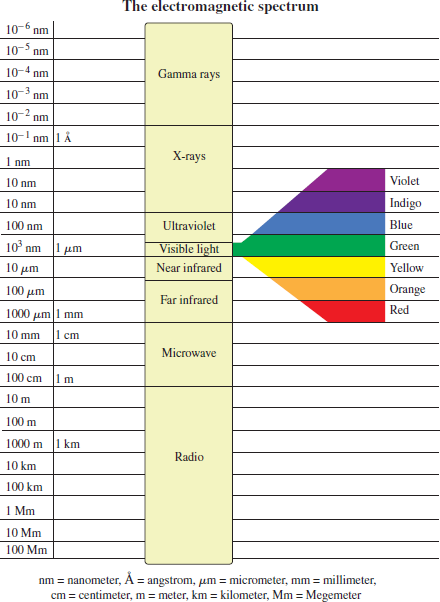 The electromagnetic spectrum
10⁻⁶ nm
10⁻⁵ nm
10⁻⁴ nm
Gamma rays
10⁻³ nm
10⁻² nm
10⁻¹ nm 1 Å
X-rays
1 nm
10 nm Violet
10 nm Indigo
100 nm Ultraviolet Blue
10³ nm 1 μm Visible light Green
10 μm Near infrared Yellow
100 μm Orange
Far infrared
1000 μm 1 mm Red
10 mm 1 cm
Microwave
10 cm
100 cm 1 m
10 m
100 m
1000 m 1 km
Radio
10 km
100 km
1 Mm
10 Mm
100 Mm
nm = nanometer, Å = angstrom, μm = micrometer, mm = millimeter,
cm = centimeter, m = meter, km = kilometer, Mm = Megemeter